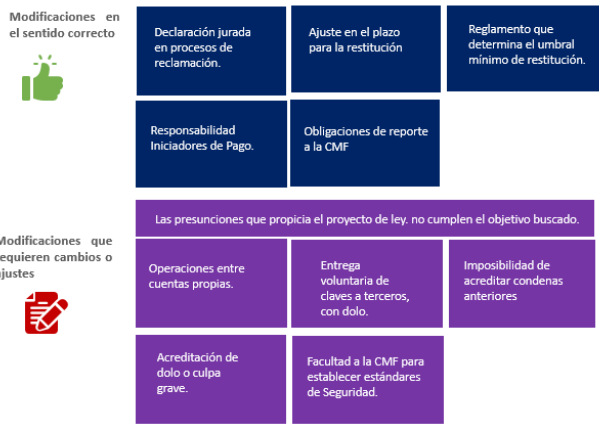 Modificaciones en
el sentido correcto
Declaración jurada
en procesos de
reclamación.
Ajuste en el plazo
para la restitución
Reglamento que
determina el umbral
mínimo de restitución.
Responsabilidad
Iniciadores de Pago.
Obligaciones de reporte
a la CMF
Las presunciones que propicia el proyecto de ley. no cumplen el objetivo buscado.
Modificaciones que
requieren cambios o
ajustes
Operaciones entre
cuentas propias.
Entrega
voluntaria de
claves a terceros,
con dolo.
Imposibilidad de
acreditar condenas
anteriores
Acreditación de
dolo o culpa
grave.
Facultad a la CMF para
establecer estándares
de Seguridad.